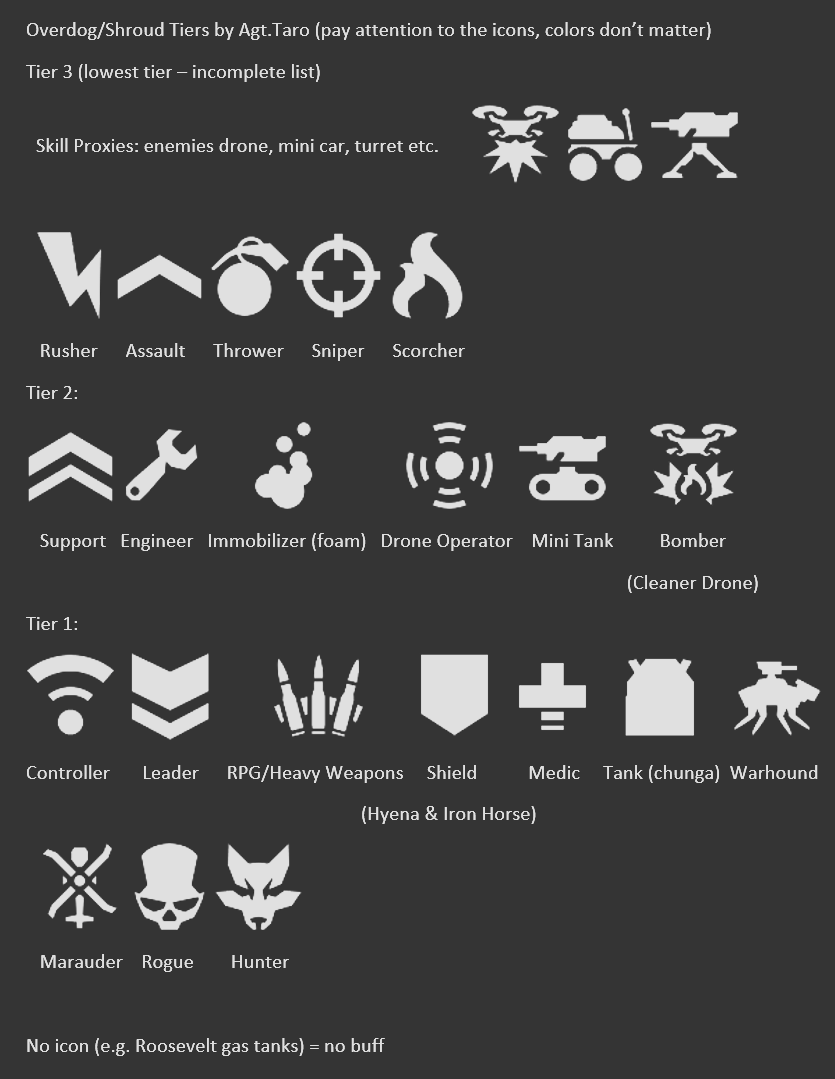 Overdog/Shroud Tiers by Agt.Taro (pay attention to the icons, colors don’t matter)
Tier 3 (lowest tier – incomplete list)
Skill Proxies: enemies drone, mini car, turret etc.
Rusher Assault Thrower Sniper Scorcher
Tier 2:
Support Engineer Immobilizer (foam) Drone Operator Mini Tank Bomber
(Cleaner Drone)
Tier 1:
Controller Leader RPG/Heavy Weapons Shield Medic Tank (chunga) Warhound
(Hyena & Iron Horse)
Marauder Rogue Hunter
No icon (e.g. Roosevelt gas tanks) = no buff